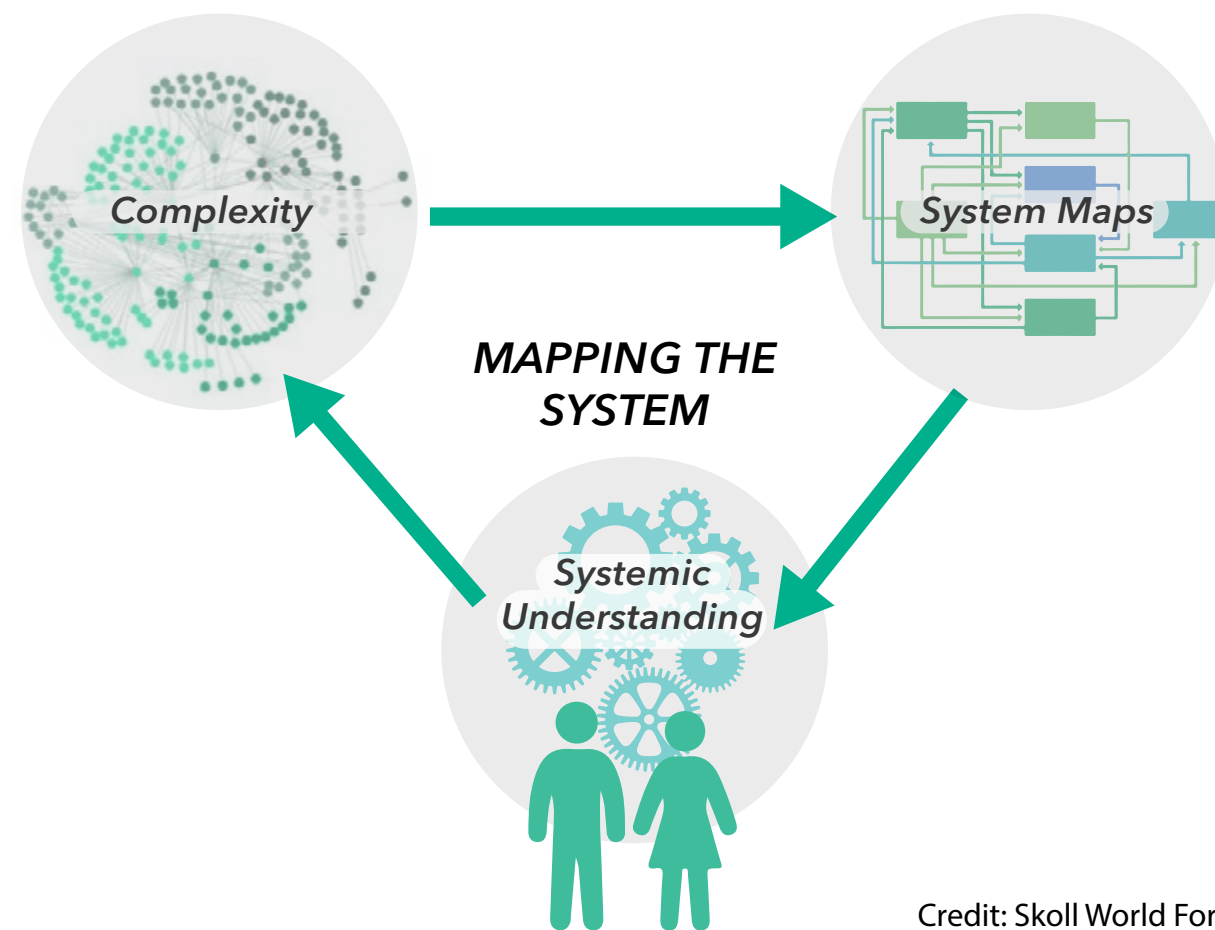 Complexity
System Maps
MAPPING THE
SYSTEM
Systemic
Understanding
Credit: Skoll World For